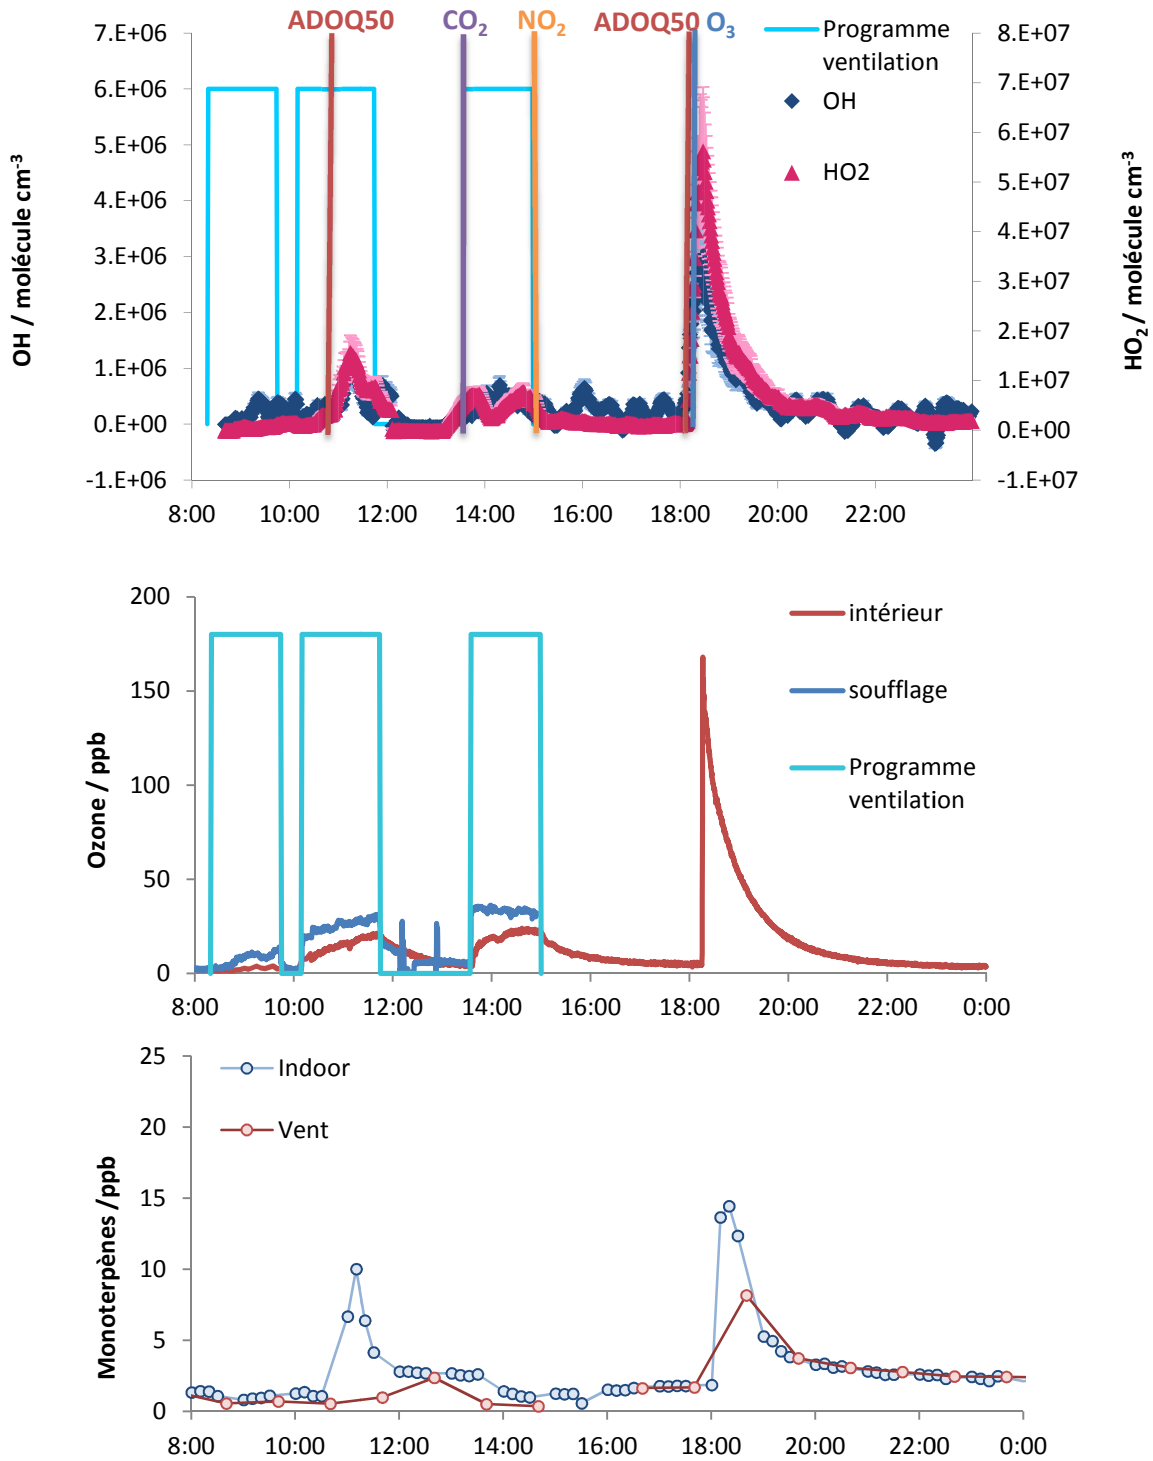 ADOQ50 CO₂ NO₂ ADOQ50 O₃
7.E+06
6.E+06
5.E+06
4.E+06
3.E+06
2.E+06
1.E+06
0.E+00
-1.E+06
OH / molécule cm⁻³
8.E+07
7.E+07
6.E+07
5.E+07
4.E+07
3.E+07
2.E+07
1.E+07
0.E+00
-1.E+07
HO₂ / molécule cm⁻³
Programme
ventilation
OH
HO2
8:00 10:00 12:00 14:00 16:00 18:00 20:00 22:00
200
150
100
50
0
Ozone / ppb
intérieur
soufflage
Programme
ventilation
8:00 10:00 12:00 14:00 16:00 18:00 20:00 22:00 0:00
25
20
15
10
5
0
Monoterpènes /ppb
Indoor
Vent
8:00 10:00 12:00 14:00 16:00 18:00 20:00 22:00 0:00